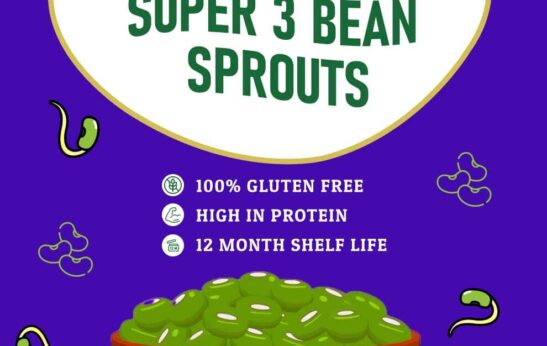 SUPER 3 BEAN
SPROUTS
100% GLUTEN FREE
HIGH IN PROTEIN
12 MONTH SHELF LIFE